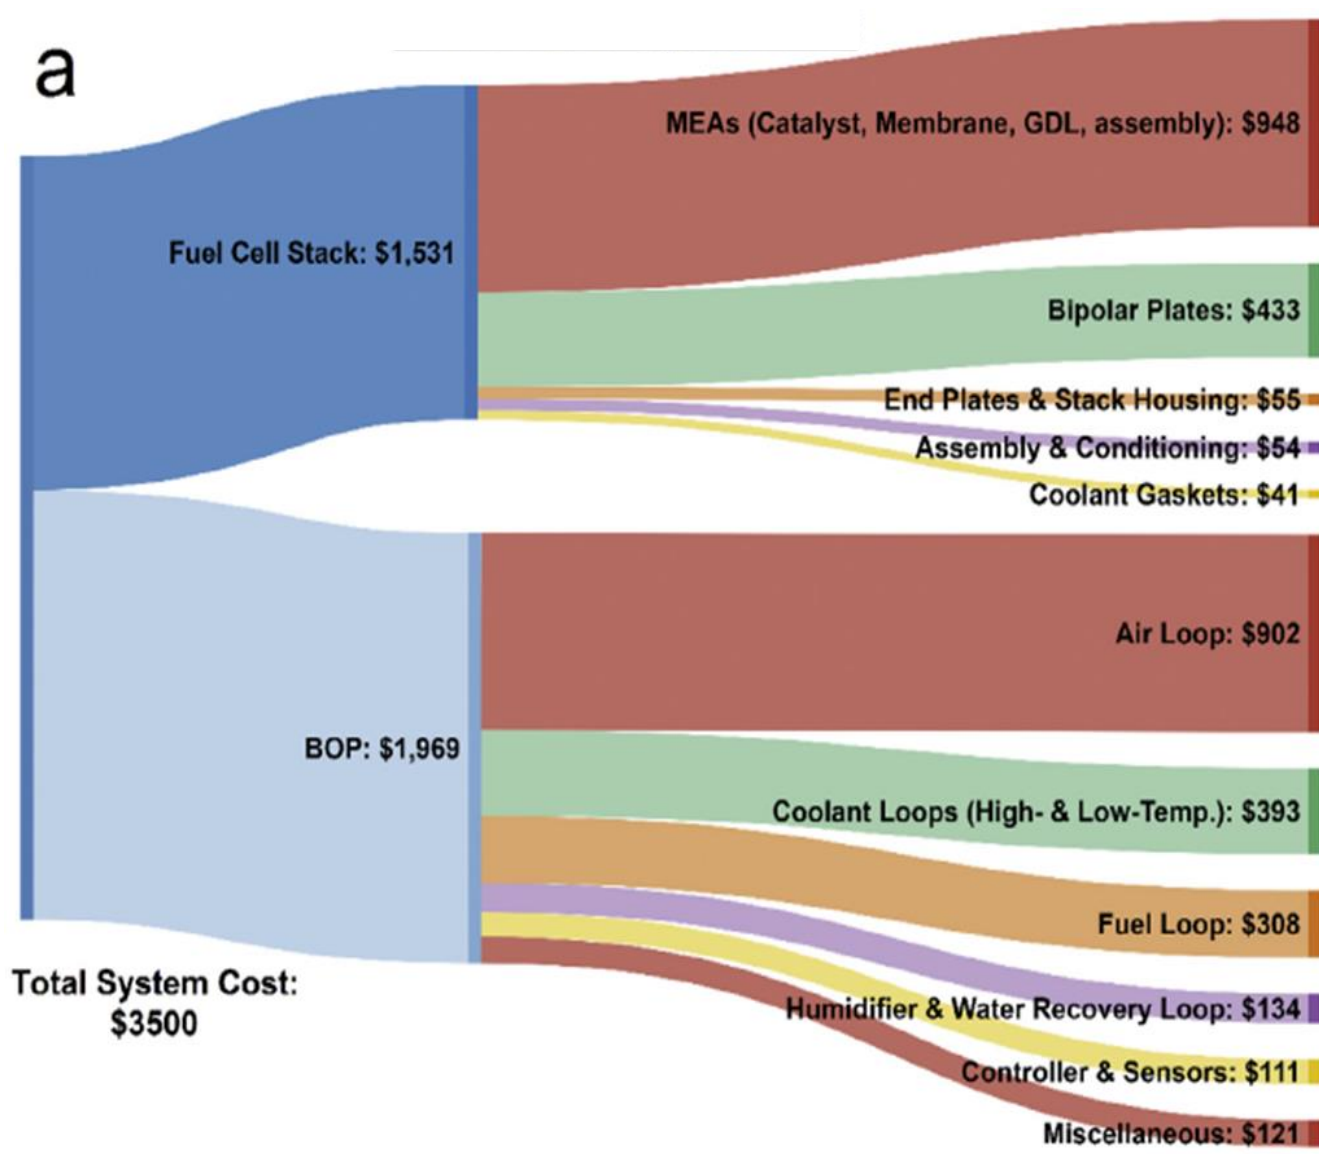 a
MEAs (Catalyst, Membrane, GDL, assembly): $948
Fuel Cell Stack: $1,531
Bipolar Plates: $433
End Plates & Stack Housing: $55
Assembly & Conditioning: $54
Coolant Gaskets: $41
Air Loop: $902
BOP: $1,969
Coolant Loops (High- & Low-Temp.): $393
Fuel Loop: $308
Total System Cost:
$3500
Humidifier & Water Recovery Loop: $134
Controller & Sensors: $111
Miscellaneous: $121